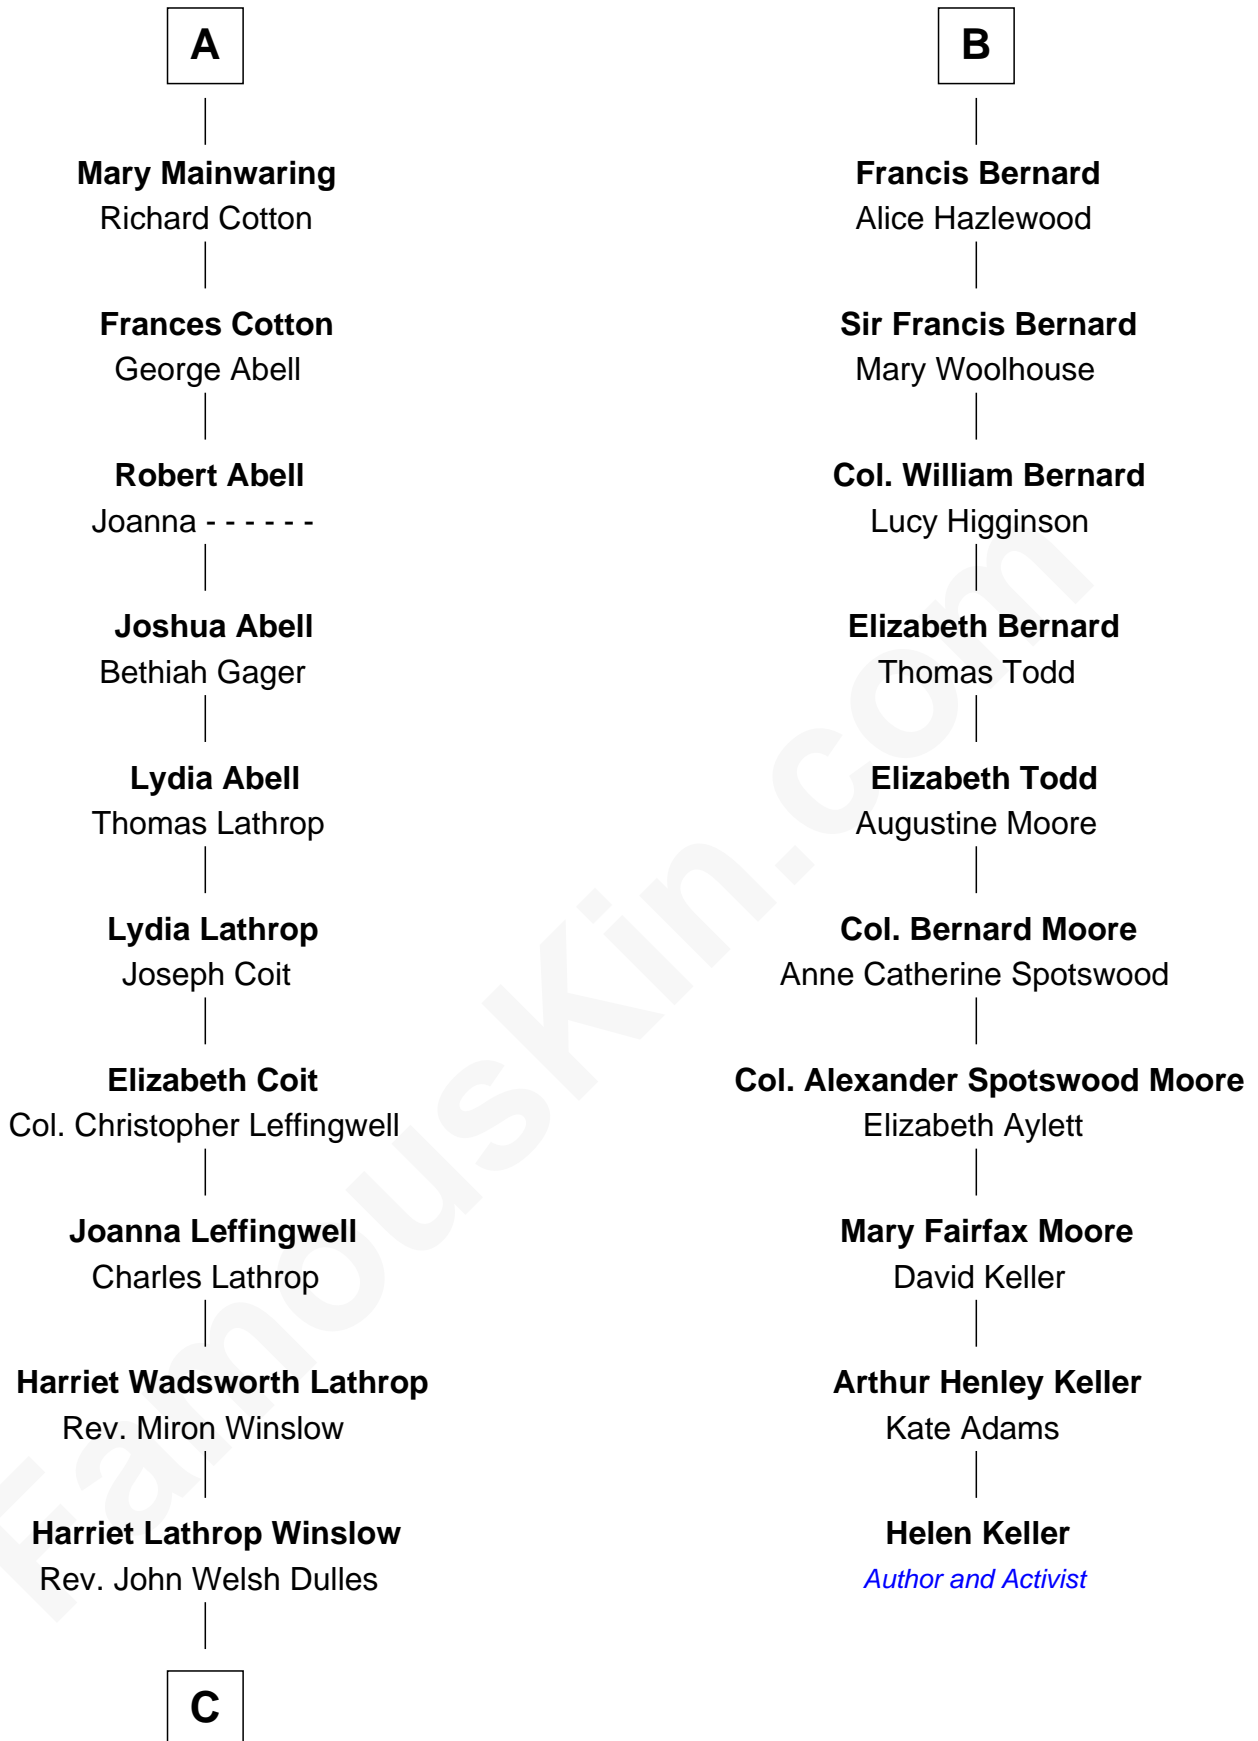 A
Mary Mainwaring
Richard Cotton
Frances Cotton
George Abell
Robert Abell
Joanna - - - - - -
Joshua Abell
Bethiah Gager
Lydia Abell
Thomas Lathrop
Lydia Lathrop
Joseph Coit
Elizabeth Coit
Col. Christopher Leffingwell
Joanna Leffingwell
Charles Lathrop
Harriet Wadsworth Lathrop
Rev. Miron Winslow
Harriet Lathrop Winslow
Rev. John Welsh Dulles
C
B
Francis Bernard
Alice Hazlewood
Sir Francis Bernard
Mary Woolhouse
Col. William Bernard
Lucy Higginson
Elizabeth Bernard
Thomas Todd
Elizabeth Todd
Augustine Moore
Col. Bernard Moore
Anne Catherine Spotswood
Col. Alexander Spotswood Moore
Elizabeth Aylett
Mary Fairfax Moore
David Keller
Arthur Henley Keller
Kate Adams
Helen Keller
Author and Activist
FamousKin.com